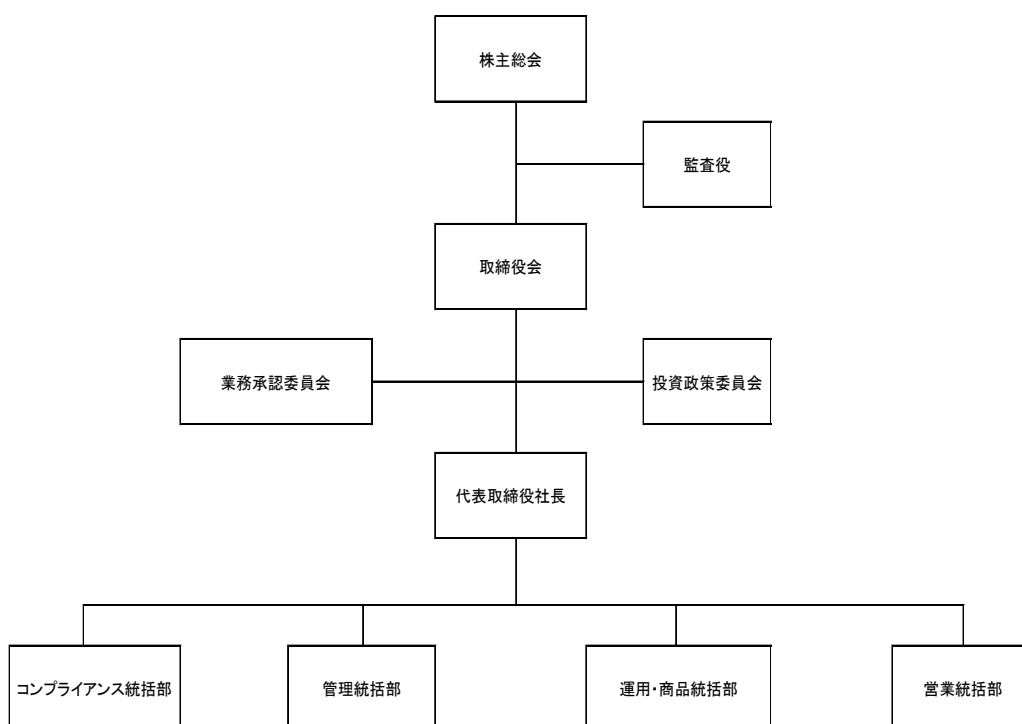 株主総会
監査役
取締役会
業務承認委員会
投資政策委員会
代表取締役社長
コンプライアンス統括部
管理統括部
運用・商品統括部
営業統括部